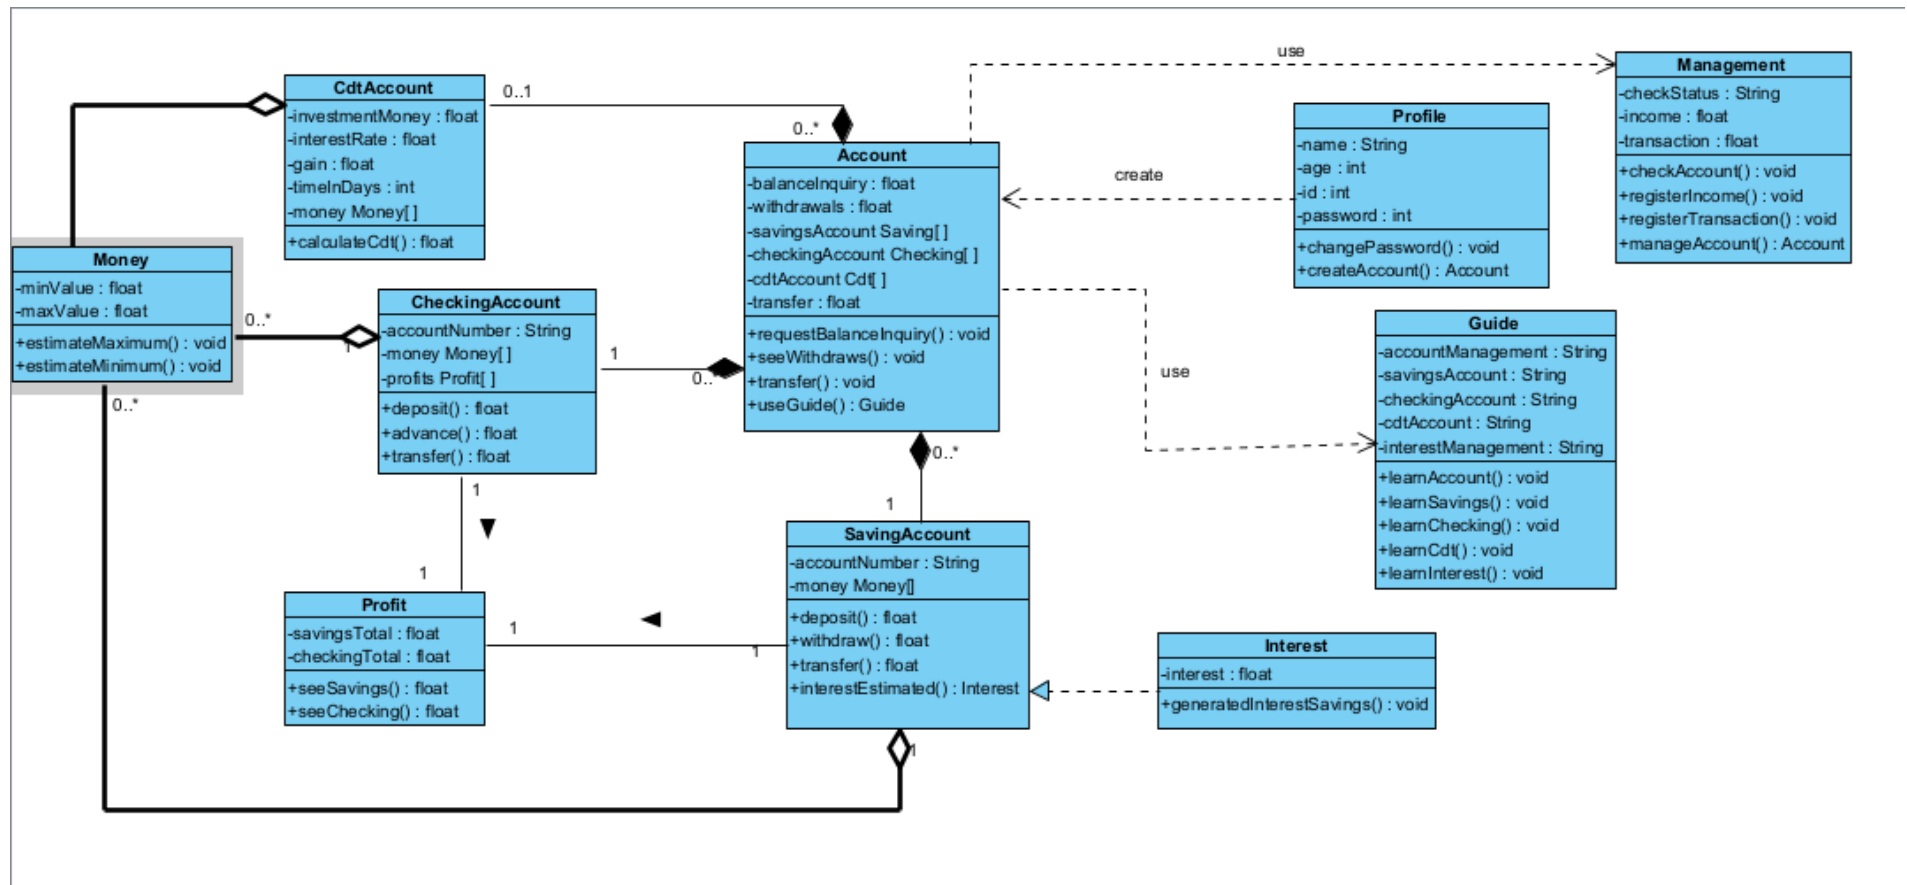 use
Management
-checkStatus : String
-income : float
-transaction : float
+checkAccount() : void
+registerIncome() : void
+registerTransaction() : void
+manageAccount() : Account
CdtAccount
-investmentMoney : float
-interestRate : float
-gain : float
-timeInDays : int
-money Money[ ]
+calculateCdt() : float
0..1
0..*
Profile
-name : String
-age : int
-id : int
-password : int
+changePassword() : void
+createAccount() : Account
create
Account
-balanceInquiry : float
-withdrawals : float
-savingsAccount Saving[ ]
-checkingAccount Checking[ ]
-cdtAccount Cdt[ ]
-transfer : float
+requestBalanceInquiry() : void
+seeWithdraws() : void
+transfer() : void
+useGuide() : Guide
Money
-minValue : float
-maxValue : float
+estimateMaximum() : void
+estimateMinimum() : void
0..*
1
0..*
CheckingAccount
-accountNumber : String
-money Money[ ]
-profits Profit[ ]
+deposit() : float
+advance() : float
+transfer() : float
1
0..*
use
Guide
-accountManagement : String
-savingsAccount : String
-checkingAccount : String
-cdtAccount : String
-interestManagement : String
+learnAccount() : void
+learnSavings() : void
+learnChecking() : void
+learnCdt() : void
+learnInterest() : void
0..*
1
1
1
SavingAccount
-accountNumber : String
-money Money[]
+deposit() : float
+withdraw() : float
+transfer() : float
+interestEstimated() : Interest
Profit
-savingsTotal : float
-checkingTotal : float
+seeSavings() : float
+seeChecking() : float
1
1
Interest
-interest : float
+generatedInterestSavings() : void
1